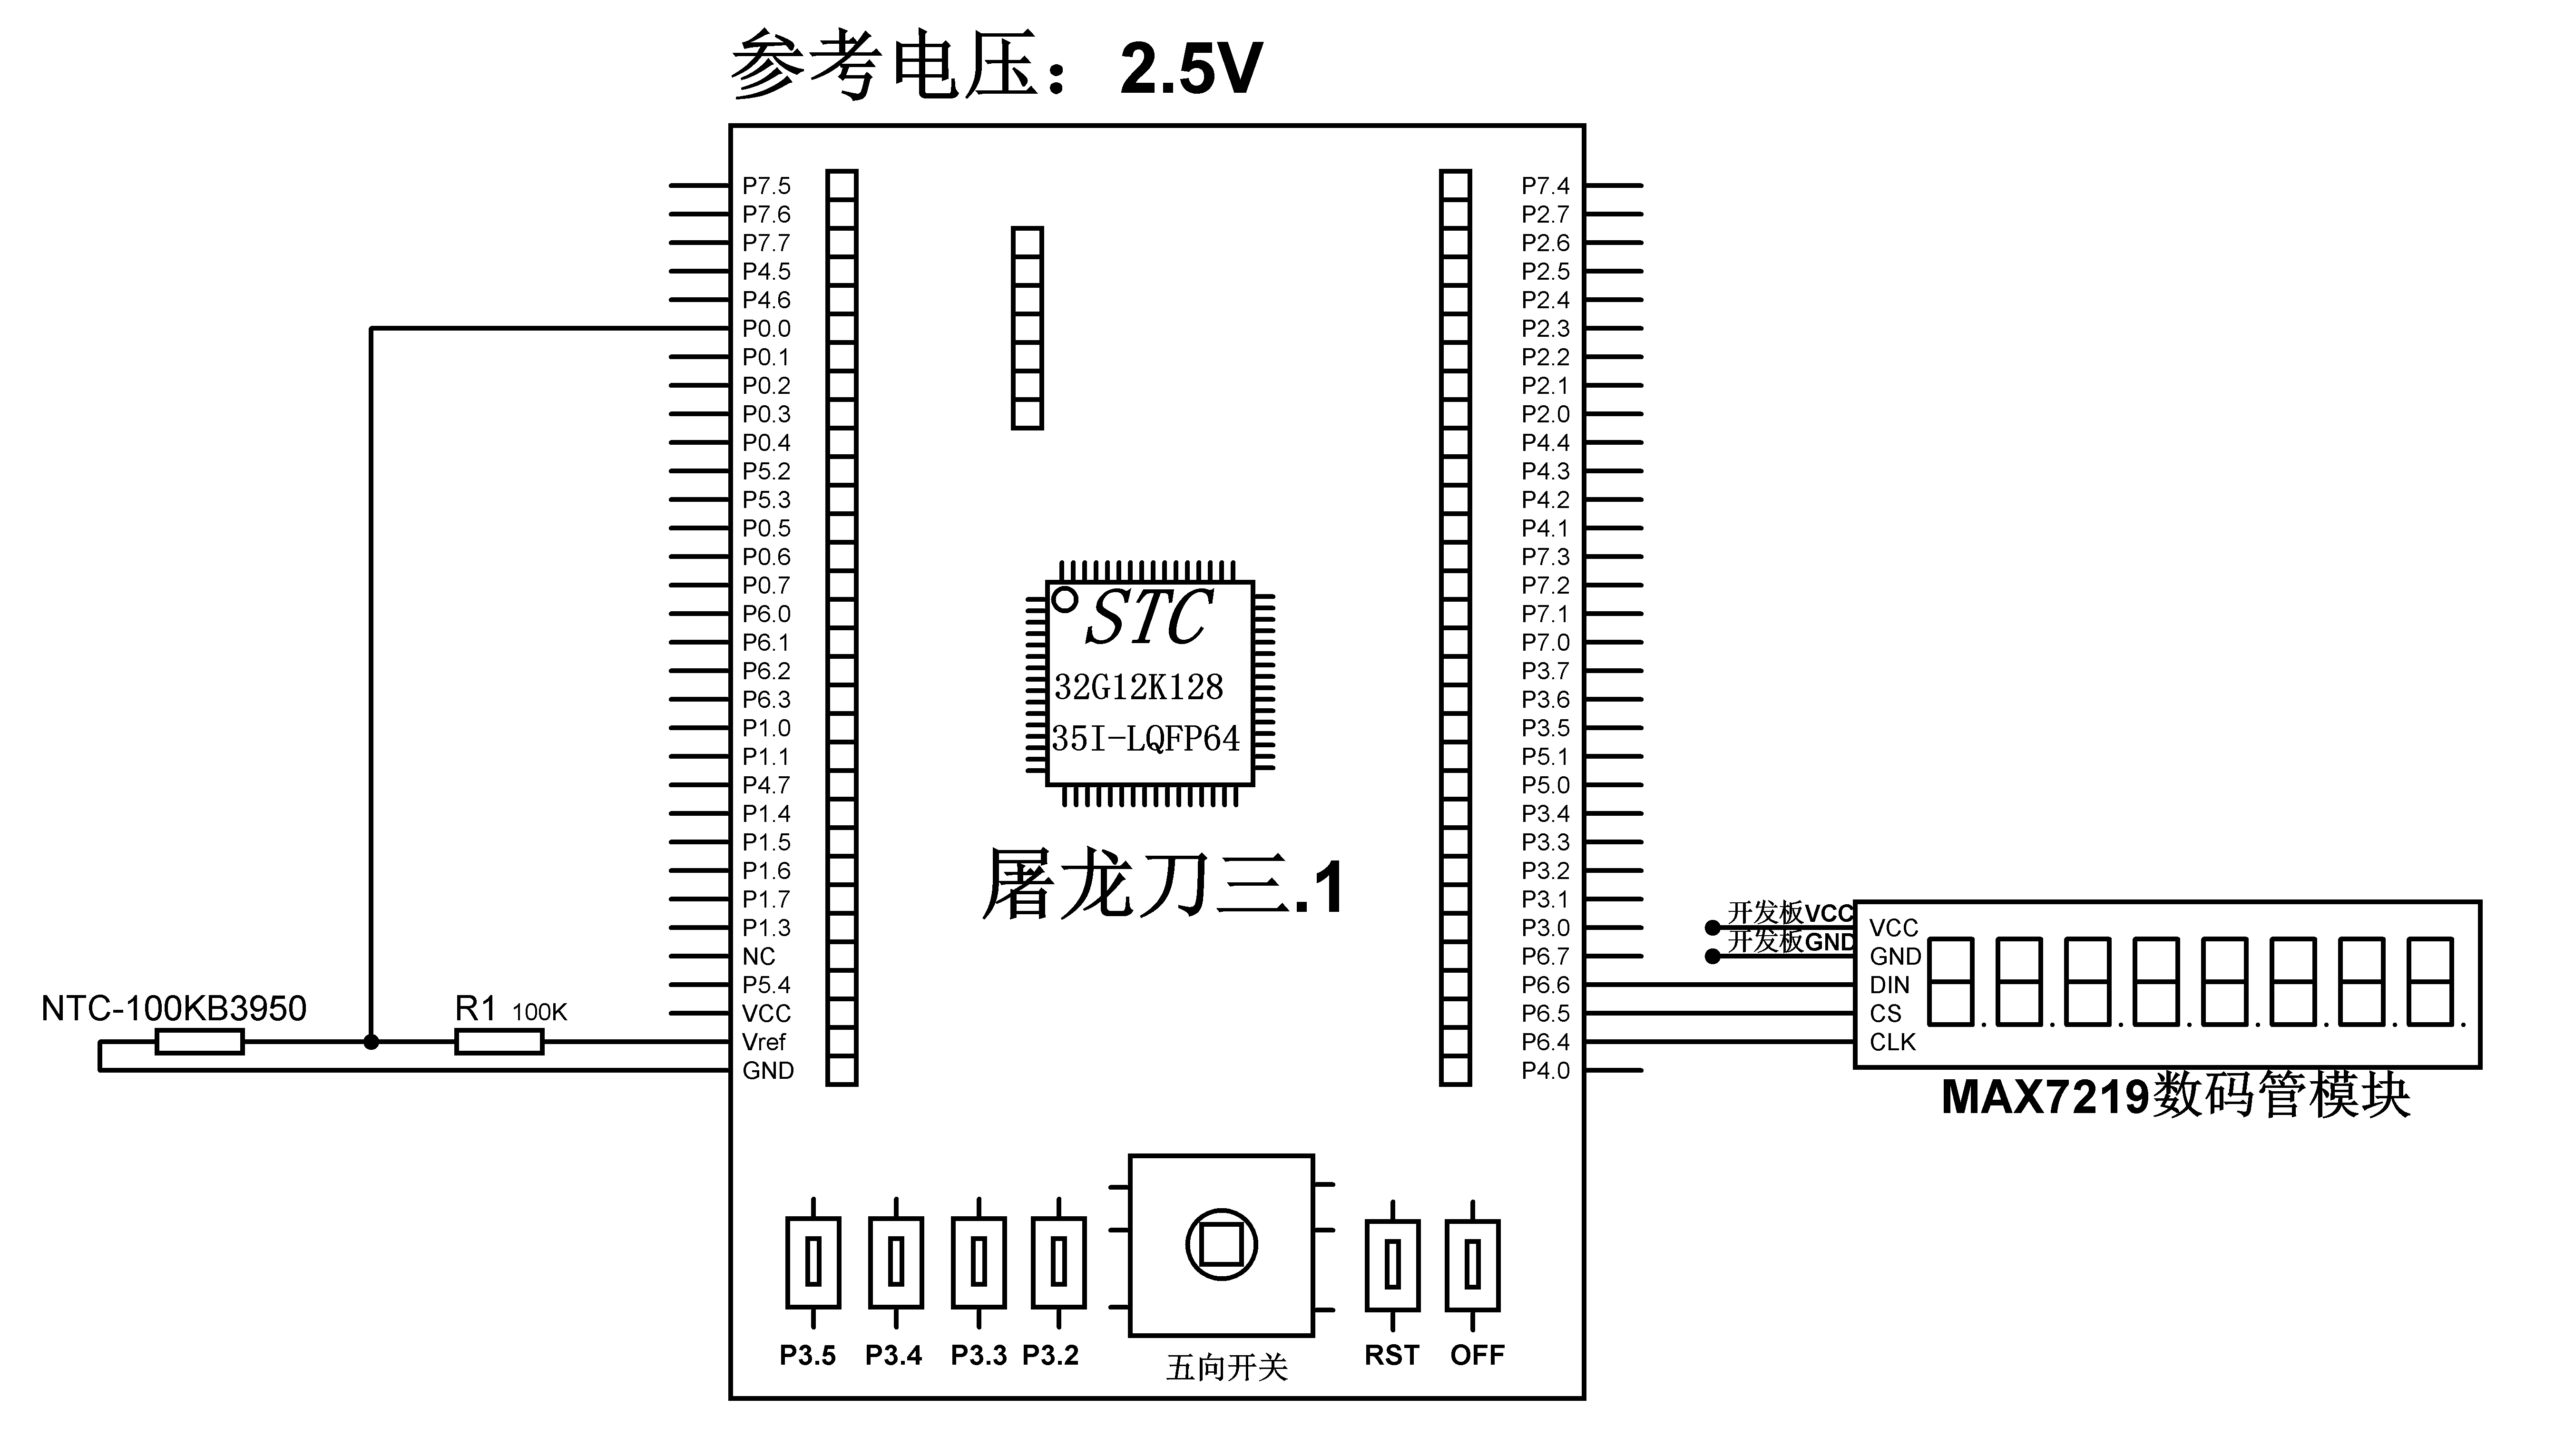 参考电压：2.5V
P7.5
P7.6
P7.7
P4.5
P4.6
P0.0
P0.1
P0.2
P0.3
P0.4
P5.2
P5.3
P0.5
P0.6
P0.7
P6.0
P6.1
P6.2
P6.3
P1.0
P1.1
P4.7
P1.4
P1.5
P1.6
P1.7
P1.3
NC
P5.4
VCC
Vref
GND
NTC-100KB3950
R1 100K
STC
32G12K128
35I-LQFP64
屠龙刀三.1
P7.4
P2.7
P2.6
P2.5
P2.4
P2.3
P2.2
P2.1
P2.0
P4.4
P4.3
P4.2
P4.1
P7.3
P7.2
P7.1
P7.0
P3.7
P3.6
P3.5
P5.1
P5.0
P3.4
P3.3
P3.2
P3.1
P3.0
P6.7
P6.6
P6.5
P6.4
P4.0
开发板VCC
开发板GND
VCC
GND
DIN
CS
CLK
MAX7219数码管模块
P3.5 P3.4 P3.3 P3.2
五向开关
RST OFF